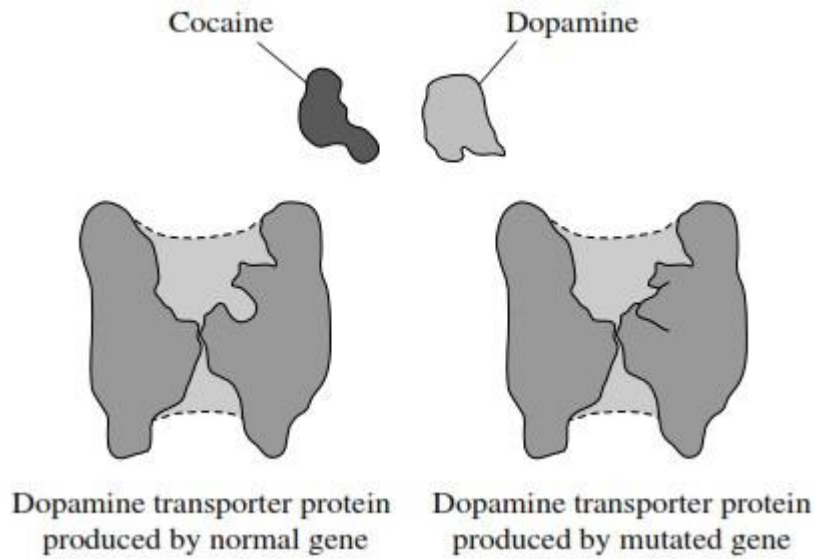 Cocaine
Dopamine
Dopamine transporter protein
produced by normal gene
Dopamine transporter protein
produced by mutated gene